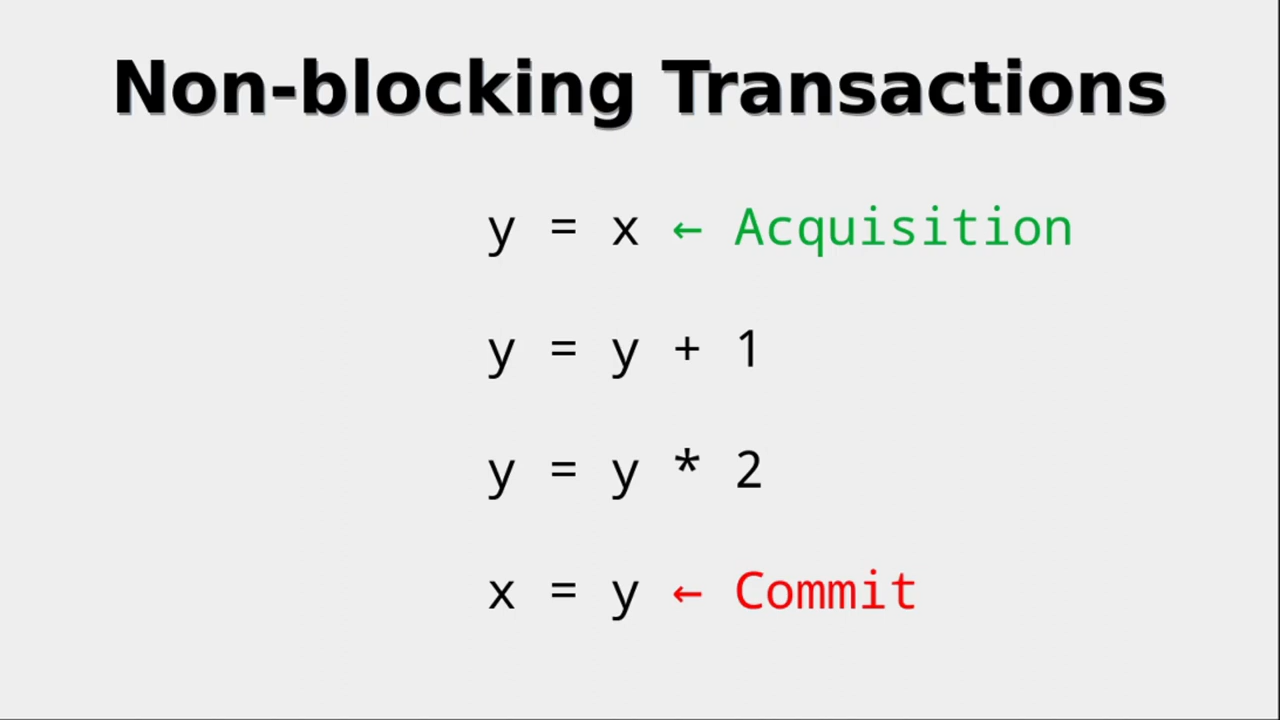 Non-blocking Transactions
y = x ← Acquisition
y = y + 1
y = y * 2
x = y ← Commit